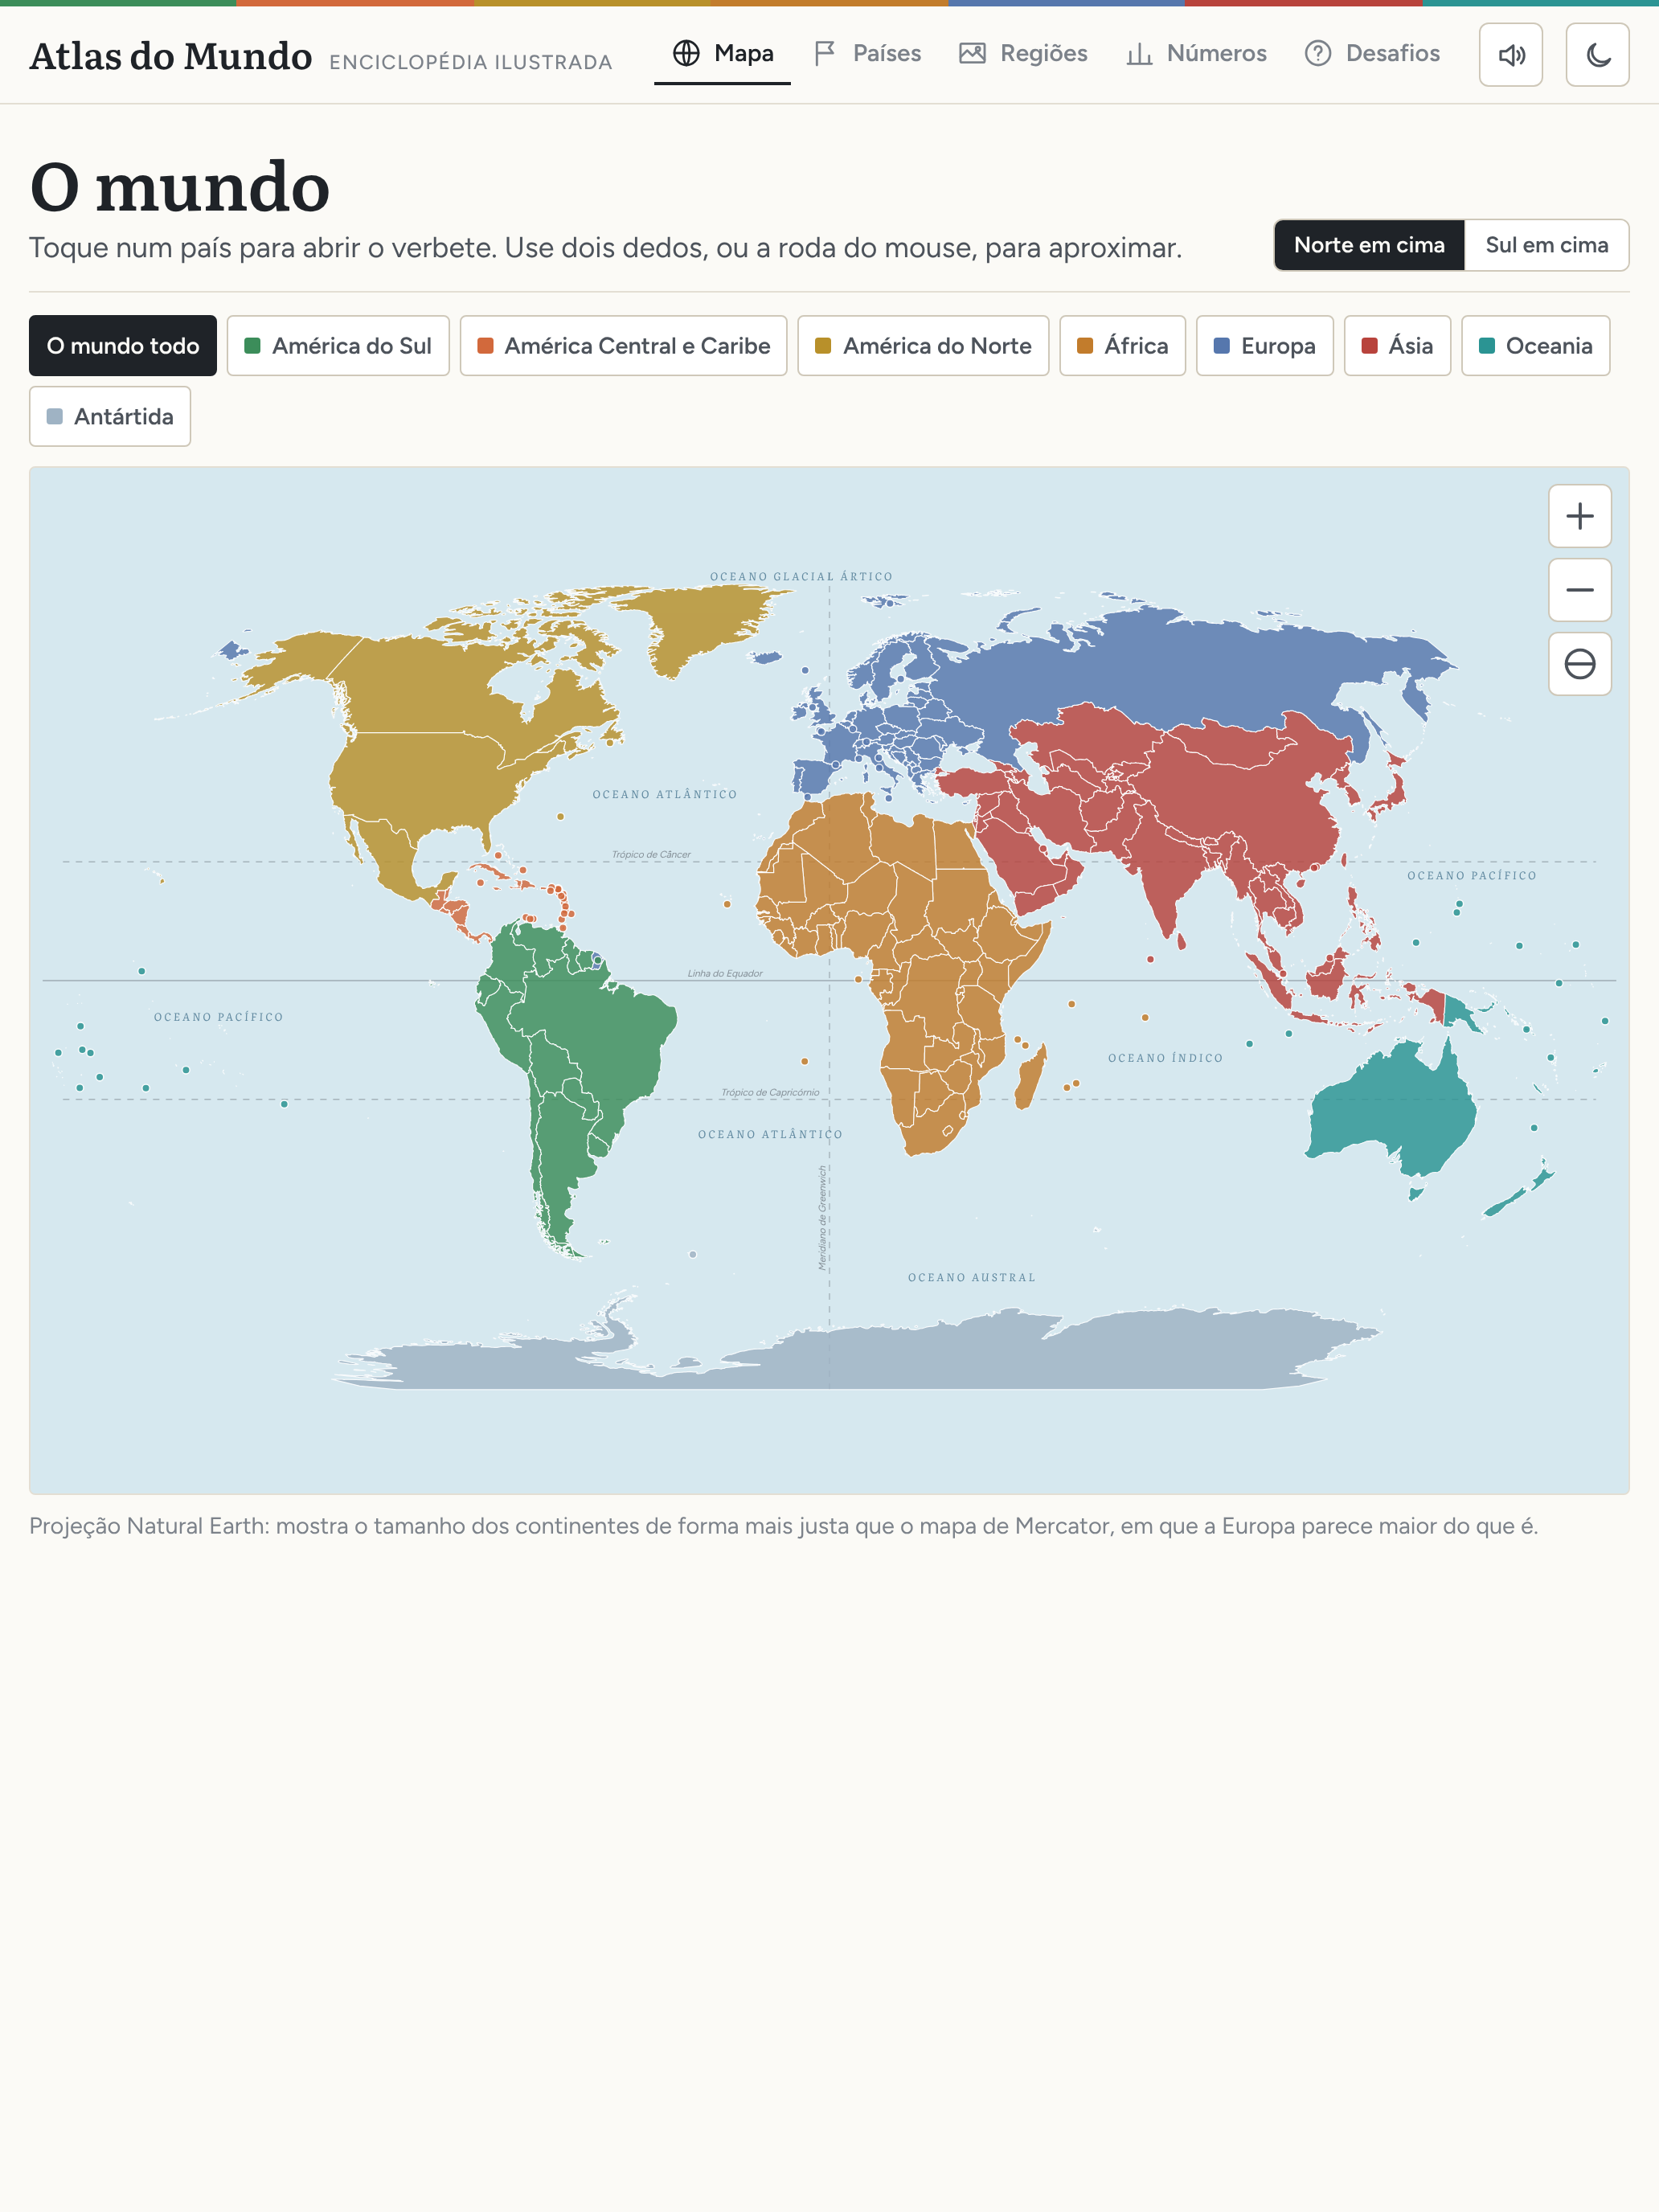 Atlas do Mundo ENCICLOPÉDIA ILUSTRADA Mapa Países Regiões Números Desafios
O mundo
Toque num país para abrir o verbete. Use dois dedos, ou a roda do mouse, para aproximar.
Norte em cima Sul em cima
O mundo todo América do Sul América Central e Caribe América do Norte África Europa Ásia Oceania
Antártida
OCEANO GLACIAL ÁRTICO
OCEANO ATLÂNTICO
Trópico de Câncer
OCEANO PACÍFICO
Linha do Equador
OCEANO PACÍFICO
OCEANO ÍNDICO
Trópico de Capricórnio
OCEANO ATLÂNTICO
Meridiano de Greenwich
OCEANO AUSTRAL
Projeção Natural Earth: mostra o tamanho dos continentes de forma mais justa que o mapa de Mercator, em que a Europa parece maior do que é.